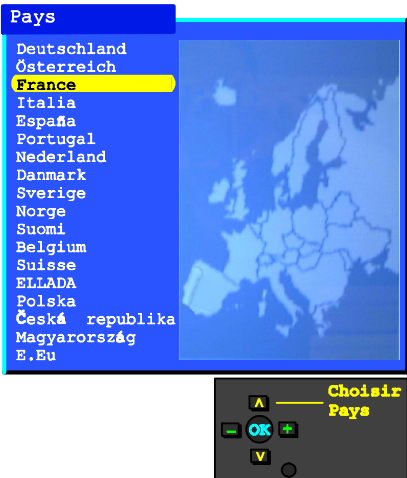 Pays
Deutschland
Österreich
France
Italia
España
Portugal
Nederland
Danmark
Sverige
Norge
Suomi
Belgium
Suisse
ELLADA
Polska
Česká republika
Magyarorszåg
E.Eu
Choisir
Pays
∧
– OK +
∨